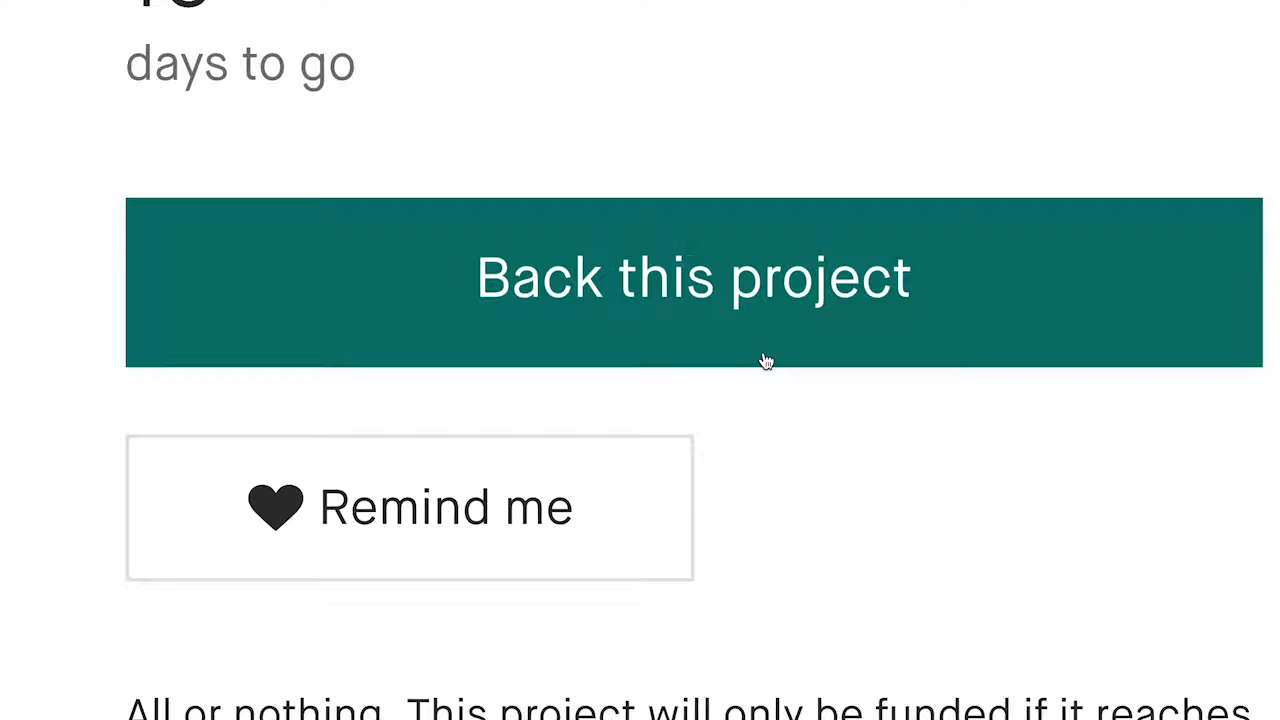 days to go
Back this project
Remind me
All or nothing. This project will only be funded if it reaches